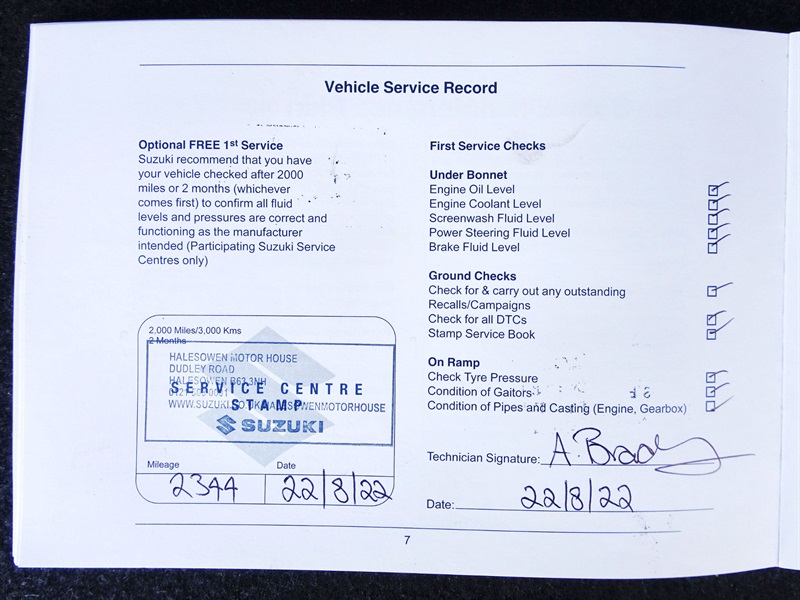 Vehicle Service Record
Optional FREE 1st Service
Suzuki recommend that you have
your vehicle checked after 2000
miles or 2 months (whichever
comes first) to confirm all fluid
levels and pressures are correct and
functioning as the manufacturer
intended (Participating Suzuki Service
Centres only)
2,000 Miles/3,000 Kms
2 Months
HALESOWEN MOTOR HOUSE
DUDLEY ROAD
HALESOWEN B63 3NH
SERVICE CENTRE
STAMP
SUZUKI
Mileage
Date
2344
22/8/22
First Service Checks
Under Bonnet
Engine Oil Level
Engine Coolant Level
Screenwash Fluid Level
Power Steering Fluid Level
Brake Fluid Level
Ground Checks
Check for & carry out any outstanding
Recalls/Campaigns
Check for all DTCs
Stamp Service Book
On Ramp
Check Tyre Pressure
Condition of Gaitors
Condition of Pipes and Casting (Engine, Gearbox)
Technician Signature: A. Brady
Date: 22/8/22
7